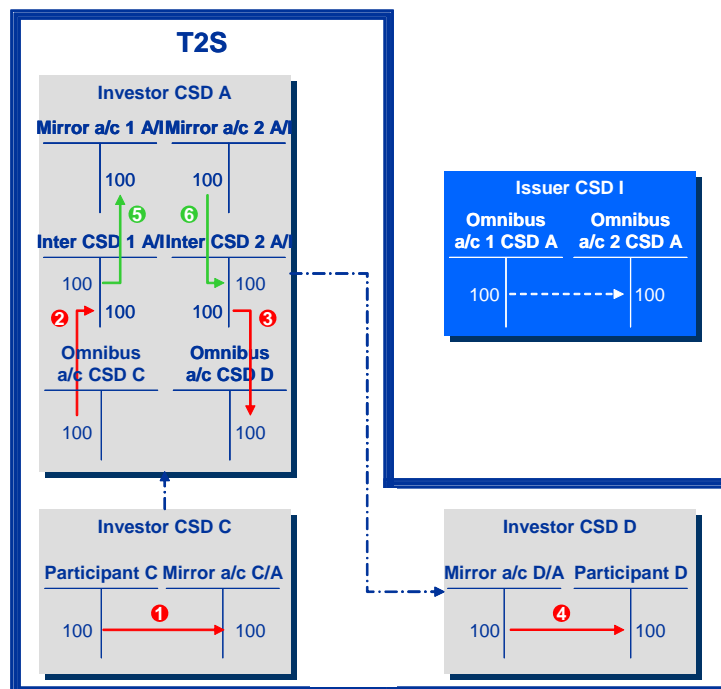 T2S
Investor CSD A
Mirror a/c 1 A/I Mirror a/c 2 A/I
100 100
5 6
Inter CSD 1 A/I Inter CSD 2 A/I
100 100
2 100 100 3
Omnibus Omnibus
a/c CSD C a/c CSD D
100 100
Issuer CSD I
Omnibus Omnibus
a/c 1 CSD A a/c 2 CSD A
100 100
Investor CSD C
Participant C Mirror a/c C/A
1
100 100
Investor CSD D
Mirror a/c D/A Participant D
4
100 100